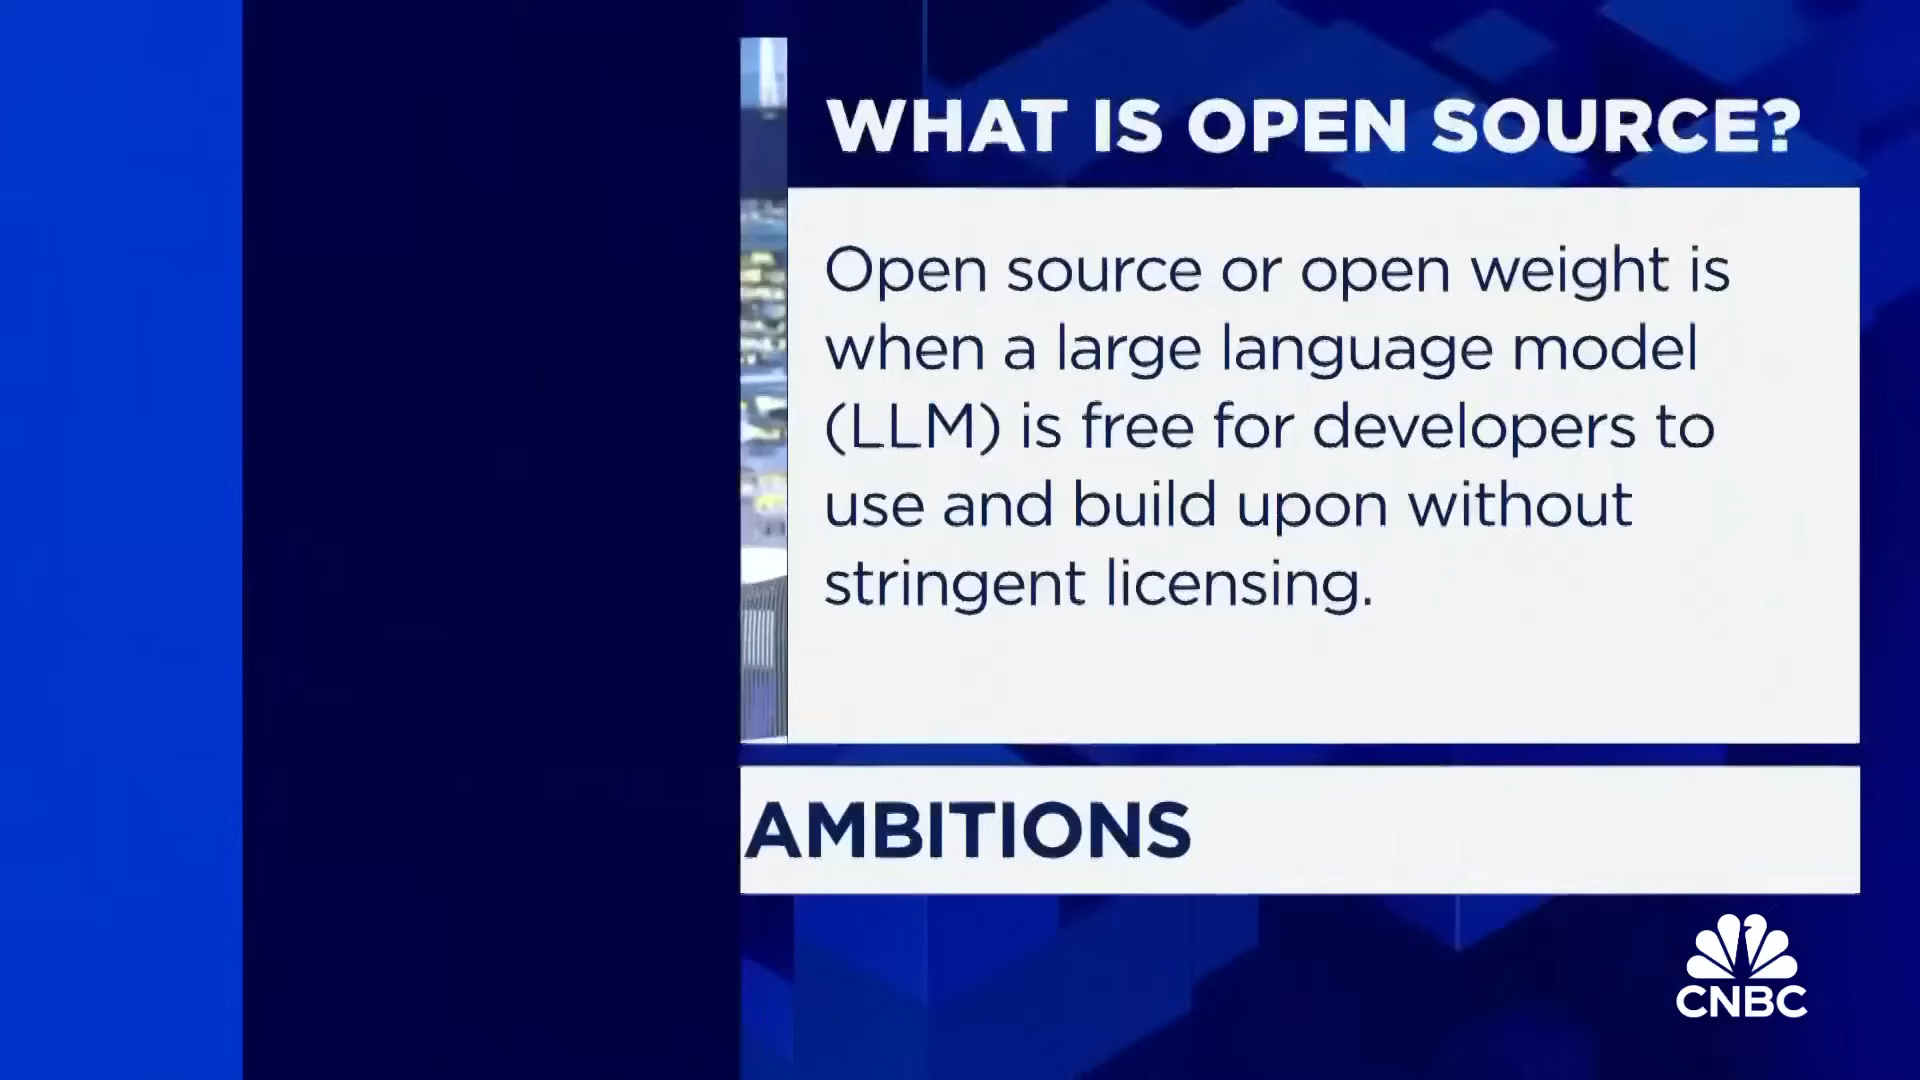 WHAT IS OPEN SOURCE?
Open source or open weight is
when a large language model
(LLM) is free for developers to
use and build upon without
stringent licensing.
AMBITIONS
CNBC